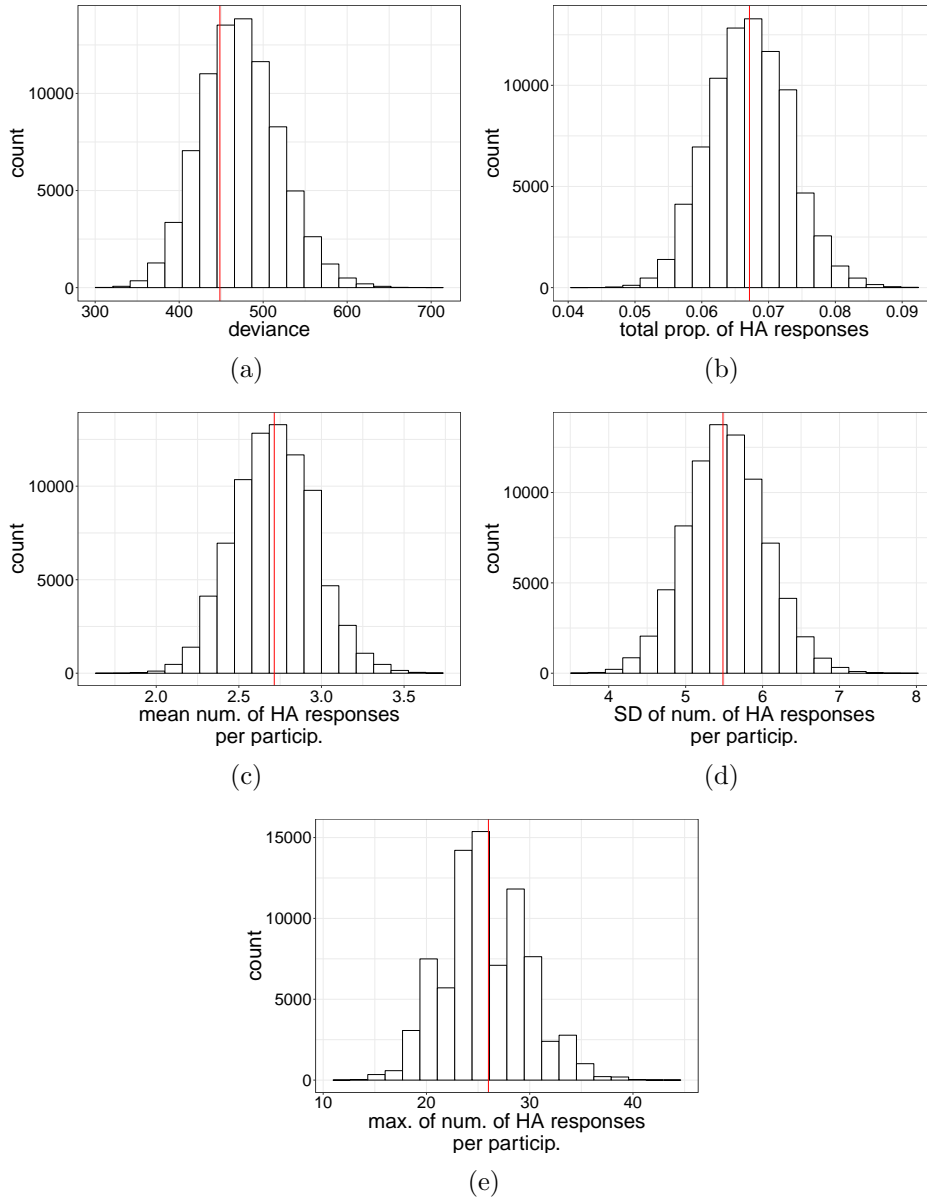 count
10000
5000
0
300 400 500 600 700
deviance
(a)
count
10000
5000
0
0.04 0.05 0.06 0.07 0.08 0.09
total prop. of HA responses
(b)
count
10000
5000
0
2.0 2.5 3.0 3.5
mean num. of HA responses
per particip.
(c)
count
10000
5000
0
4 5 6 7 8
SD of num. of HA responses
per particip.
(d)
count
15000
10000
5000
0
10 20 30 40
max. of num. of HA responses
per particip.
(e)